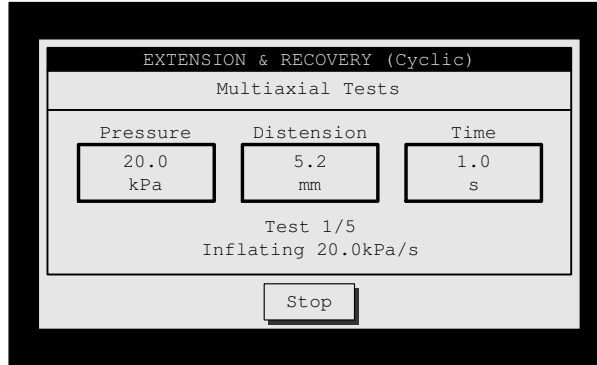 EXTENSION & RECOVERY (Cyclic)
Multiaxial Tests
Pressure Distension Time
20.0 5.2 1.0
kPa mm s
Test 1/5
Inflating 20.0kPa/s
Stop